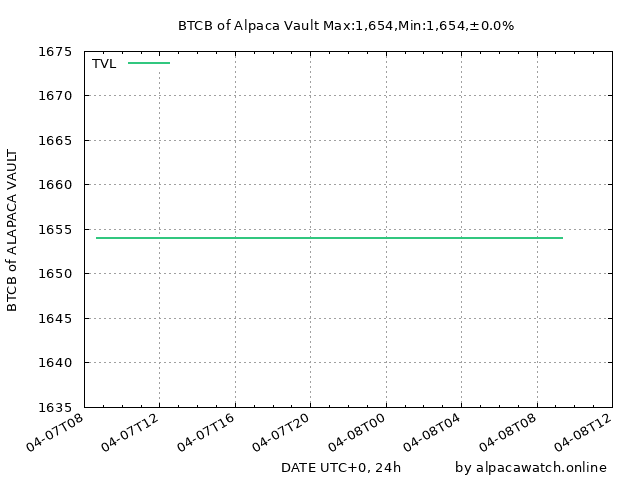 BTCB of Alpaca Vault Max:1,654,Min:1,654,±0.0%
TVL
BTCB of ALAPACA VAULT
1675
1670
1665
1660
1655
1650
1645
1640
1635
04-07T08
04-07T12
04-07T16
04-07T20
04-08T00
04-08T04
04-08T08
04-08T12
DATE UTC+0, 24h
by alpacawatch.online